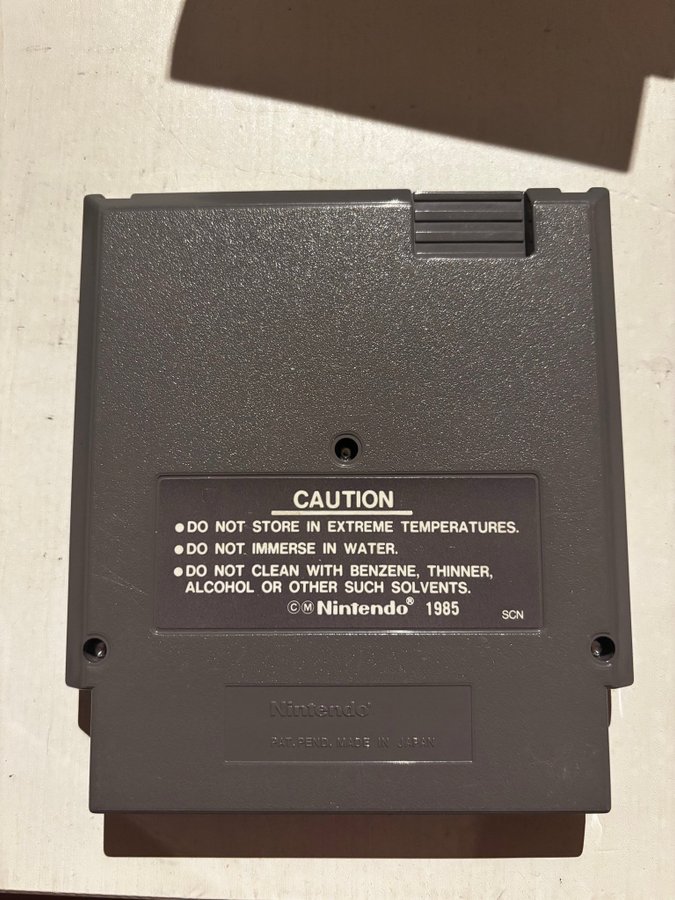 CAUTION
●DO NOT STORE IN EXTREME TEMPERATURES.
●DO NOT IMMERSE IN WATER.
●DO NOT CLEAN WITH BENZENE, THINNER,
ALCOHOL OR OTHER SUCH SOLVENTS.
ⒸⓂNintendo® 1985
SCN
Nintendo®
PAT.PEND. MADE IN JAPAN